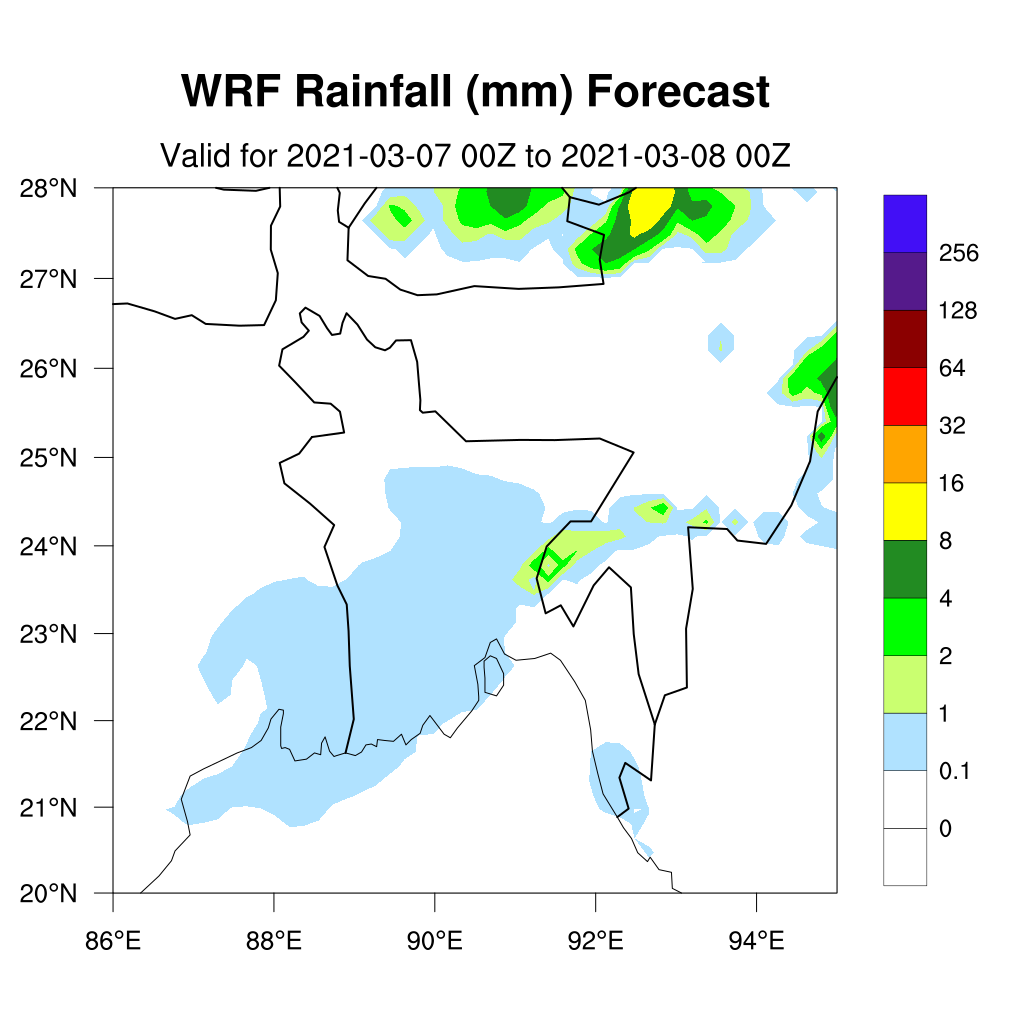 WRF Rainfall (mm) Forecast
Valid for 2021-03-07 00Z to 2021-03-08 00Z
28°N
27°N
26°N
25°N
24°N
23°N
22°N
21°N
20°N
86°E
88°E
90°E
92°E
94°E
256
128
64
32
16
8
4
2
1
0.1
0